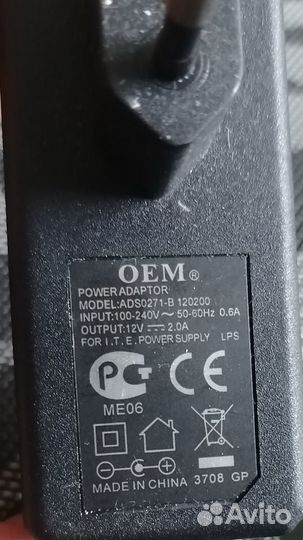 OEM®
POWER ADAPTOR
MODEL:ADS0271-B 120200
INPUT:100-240V~50-60Hz 0.6A
OUTPUT:12V⎓2.0A
FOR I.T.E.POWER SUPPLY LPS
РСТ
ME06
MADE IN CHINA 3708 GP
Avito